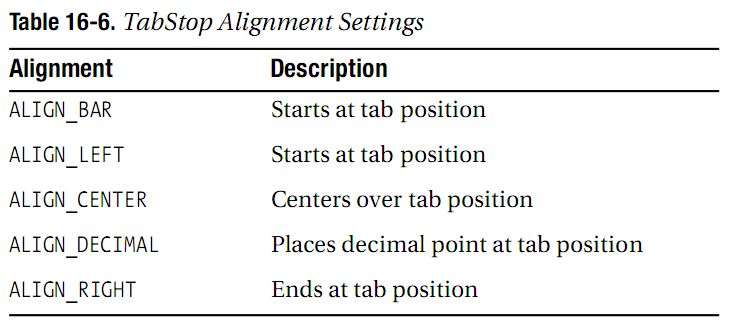 Table 16-6. TabStop Alignment Settings
Alignment Description
ALIGN_BAR Starts at tab position
ALIGN_LEFT Starts at tab position
ALIGN_CENTER Centers over tab position
ALIGN_DECIMAL Places decimal point at tab position
ALIGN_RIGHT Ends at tab position